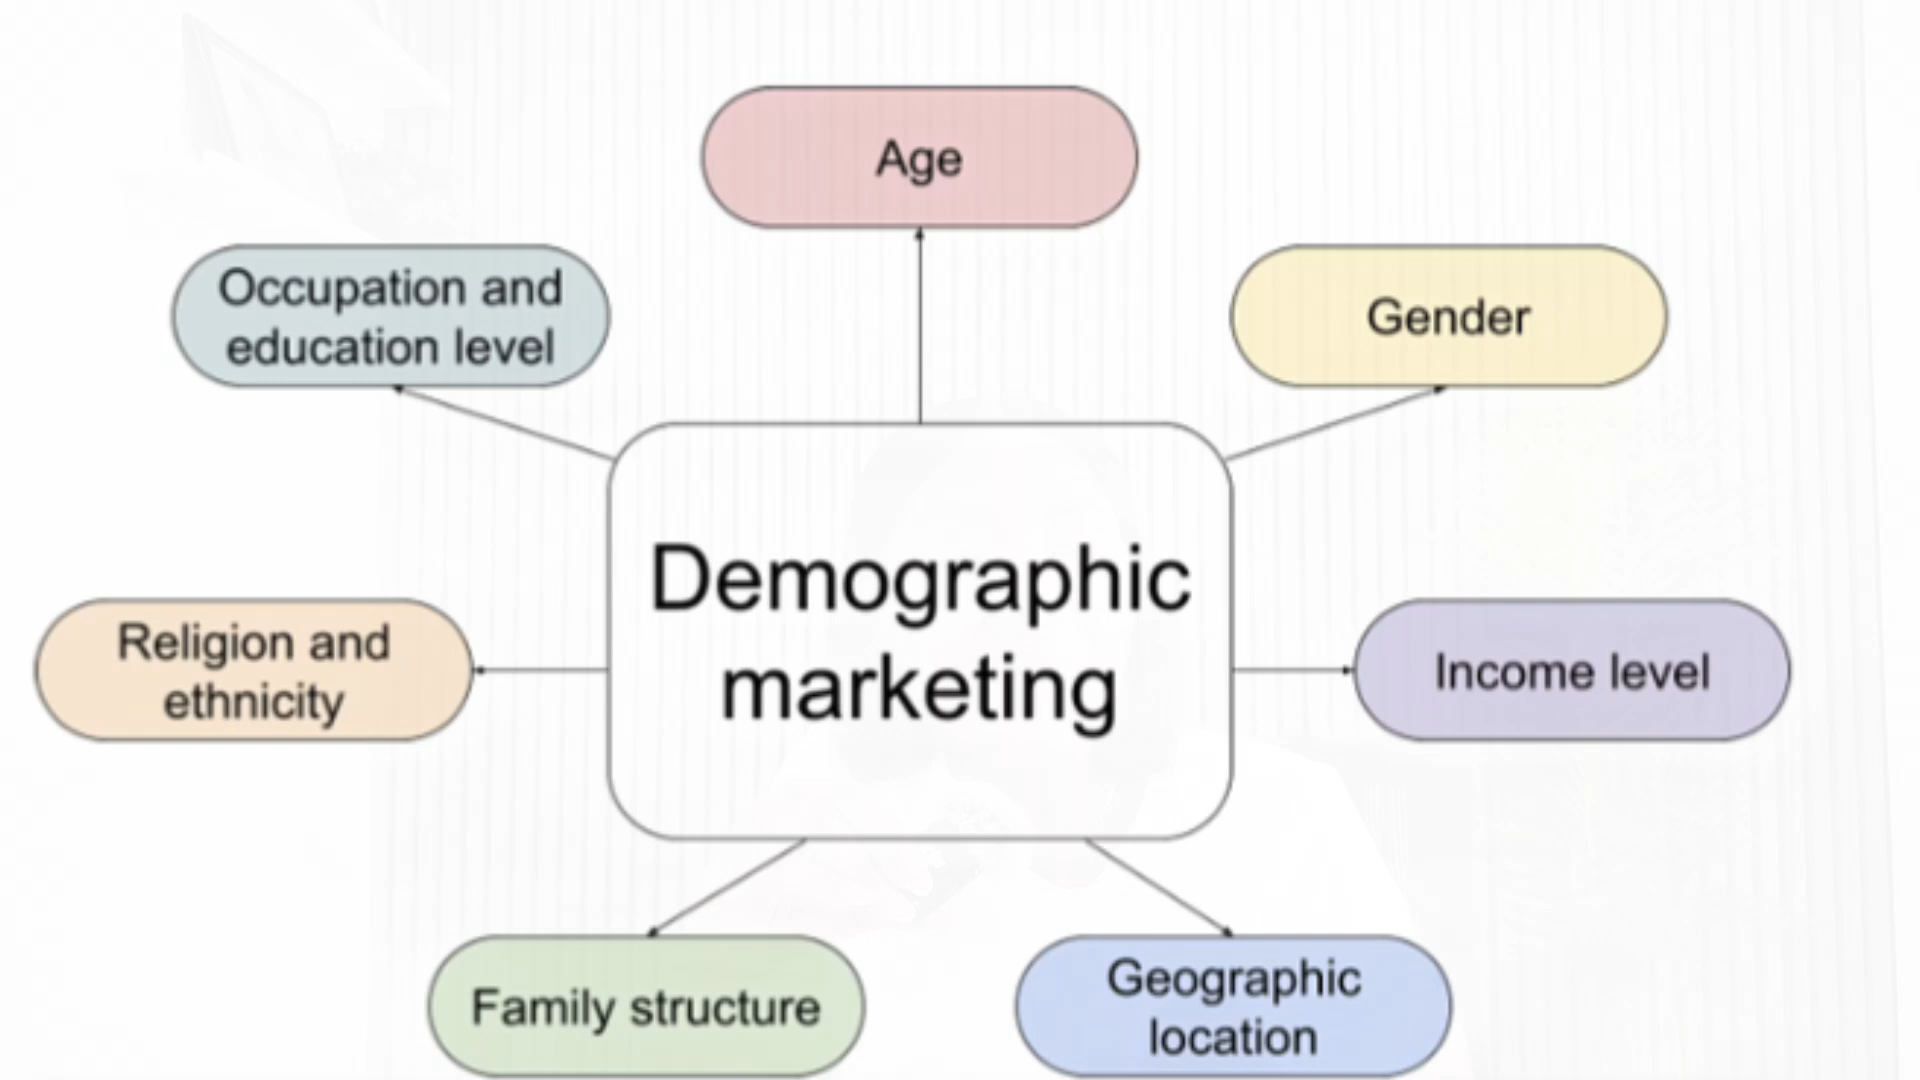 Age
Occupation and
education level
Gender
Demographic
marketing
Religion and
ethnicity
Income level
Family structure
Geographic
location